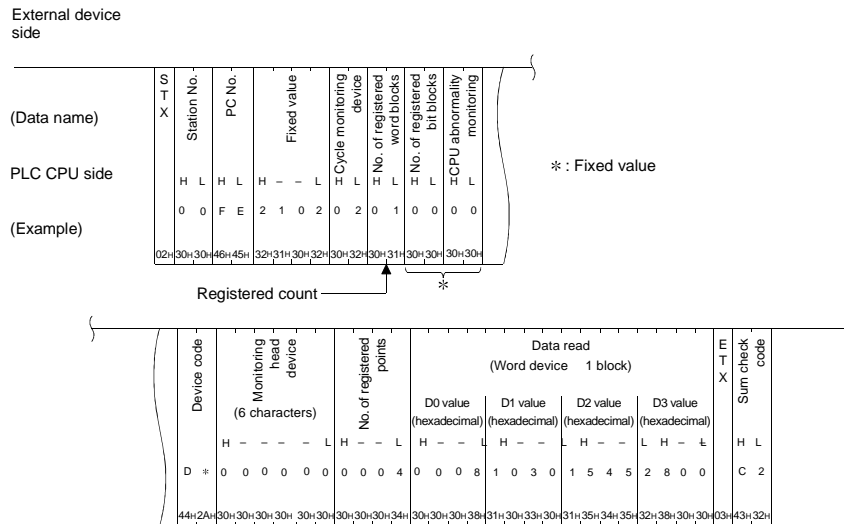 External device
side
(Data name)
PLC CPU side
(Example)
STX
Station No.
PC No.
Fixed value
Cycle monitoring
device
No. of registered
word blocks
No. of registered
bit blocks
CPU abnormality
monitoring
H L H L H – – L H L H L H L H L
0 0 F E 2 1 0 2 0 2 0 1 0 0 0 0
02H 30H 30H 46H 45H 32H 31H 30H 32H 30H 32H 30H 31H 30H 30H 30H 30H
* : Fixed value
Registered count
*
Device code
Monitoring
head
device
(6 characters)
No. of registered
points
Data read
(Word device 1 block)
D0 value
(hexadecimal)
D1 value
(hexadecimal)
D2 value
(hexadecimal)
D3 value
(hexadecimal)
ETX
Sum check
code
H – – – – L H – – L H – – L H – – L H – – L H – – L H L
D * 0 0 0 0 0 0 0 0 0 4 0 0 0 8 1 0 3 0 1 5 4 5 2 8 0 0 C 2
44H 2AH 30H 30H 30H 30H 30H 30H 30H 30H 30H 34H 30H 30H 30H 38H 31H 30H 33H 30H 31H 35H 34H 35H 32H 38H 30H 30H 03H 43H 32H